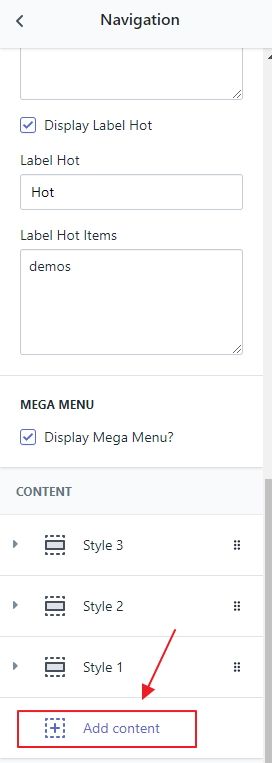 Navigation
Display Label Hot
Label Hot
Hot
Label Hot Items
demos
MEGA MENU
Display Mega Menu?
CONTENT
Style 3
Style 2
Style 1
Add content